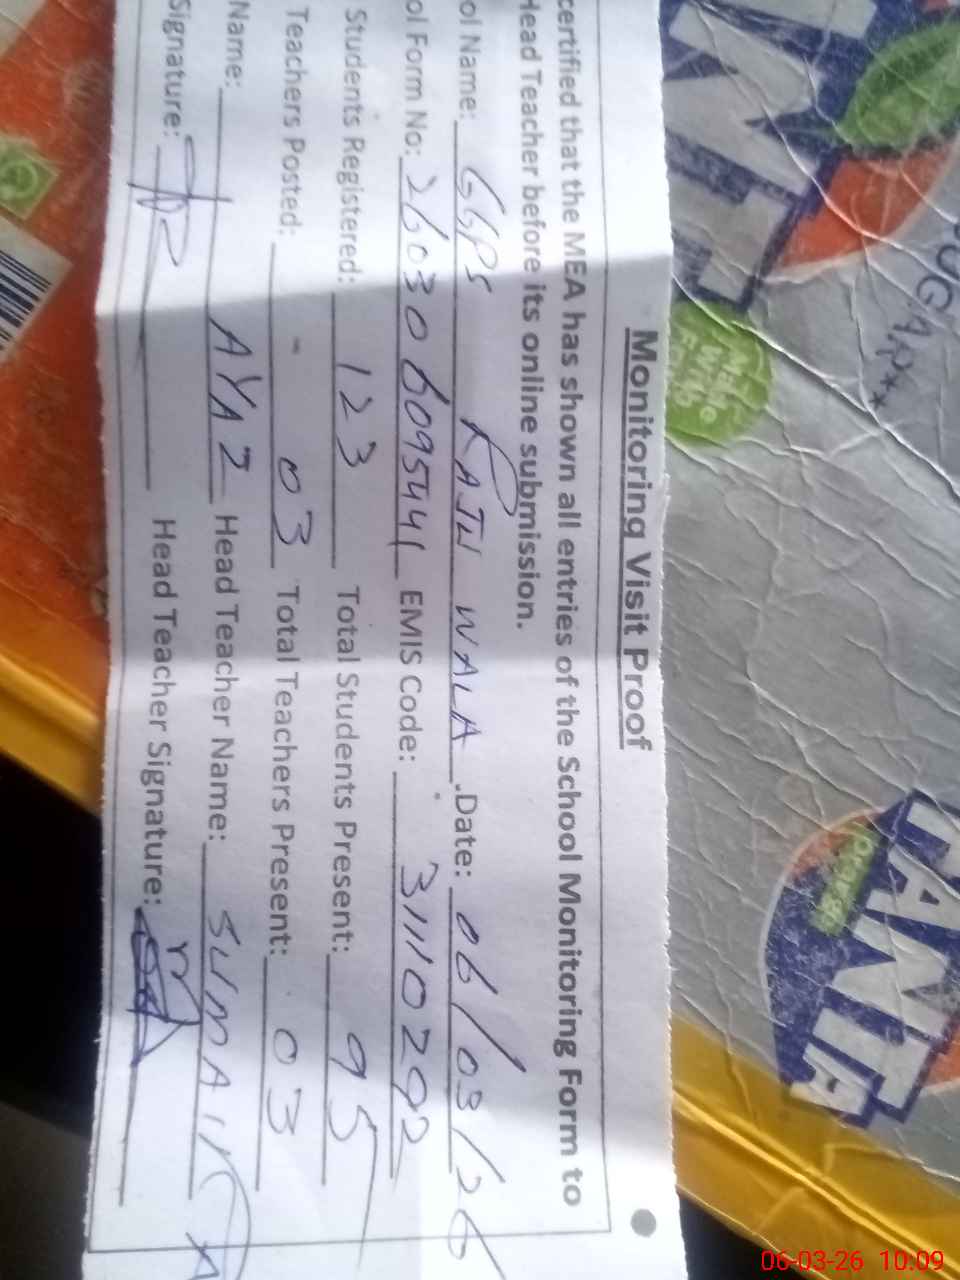 Monitoring Visit Proof
certified that the MEA has shown all entries of the School Monitoring Form to
Head Teacher before its online submission.
ol Name: GGPS RAJU WALA .Date: 06/03/26
ol Form No: 26030609544 EMIS Code: 31110292
Students Registered: 123 Total Students Present: 95
Teachers Posted: - 03 Total Teachers Present: 03
Name: AYAZ Head Teacher Name: SUMAIRA
Signature: Head Teacher Signature:
FAMILY
SUGAR**
06-03-26 10:09